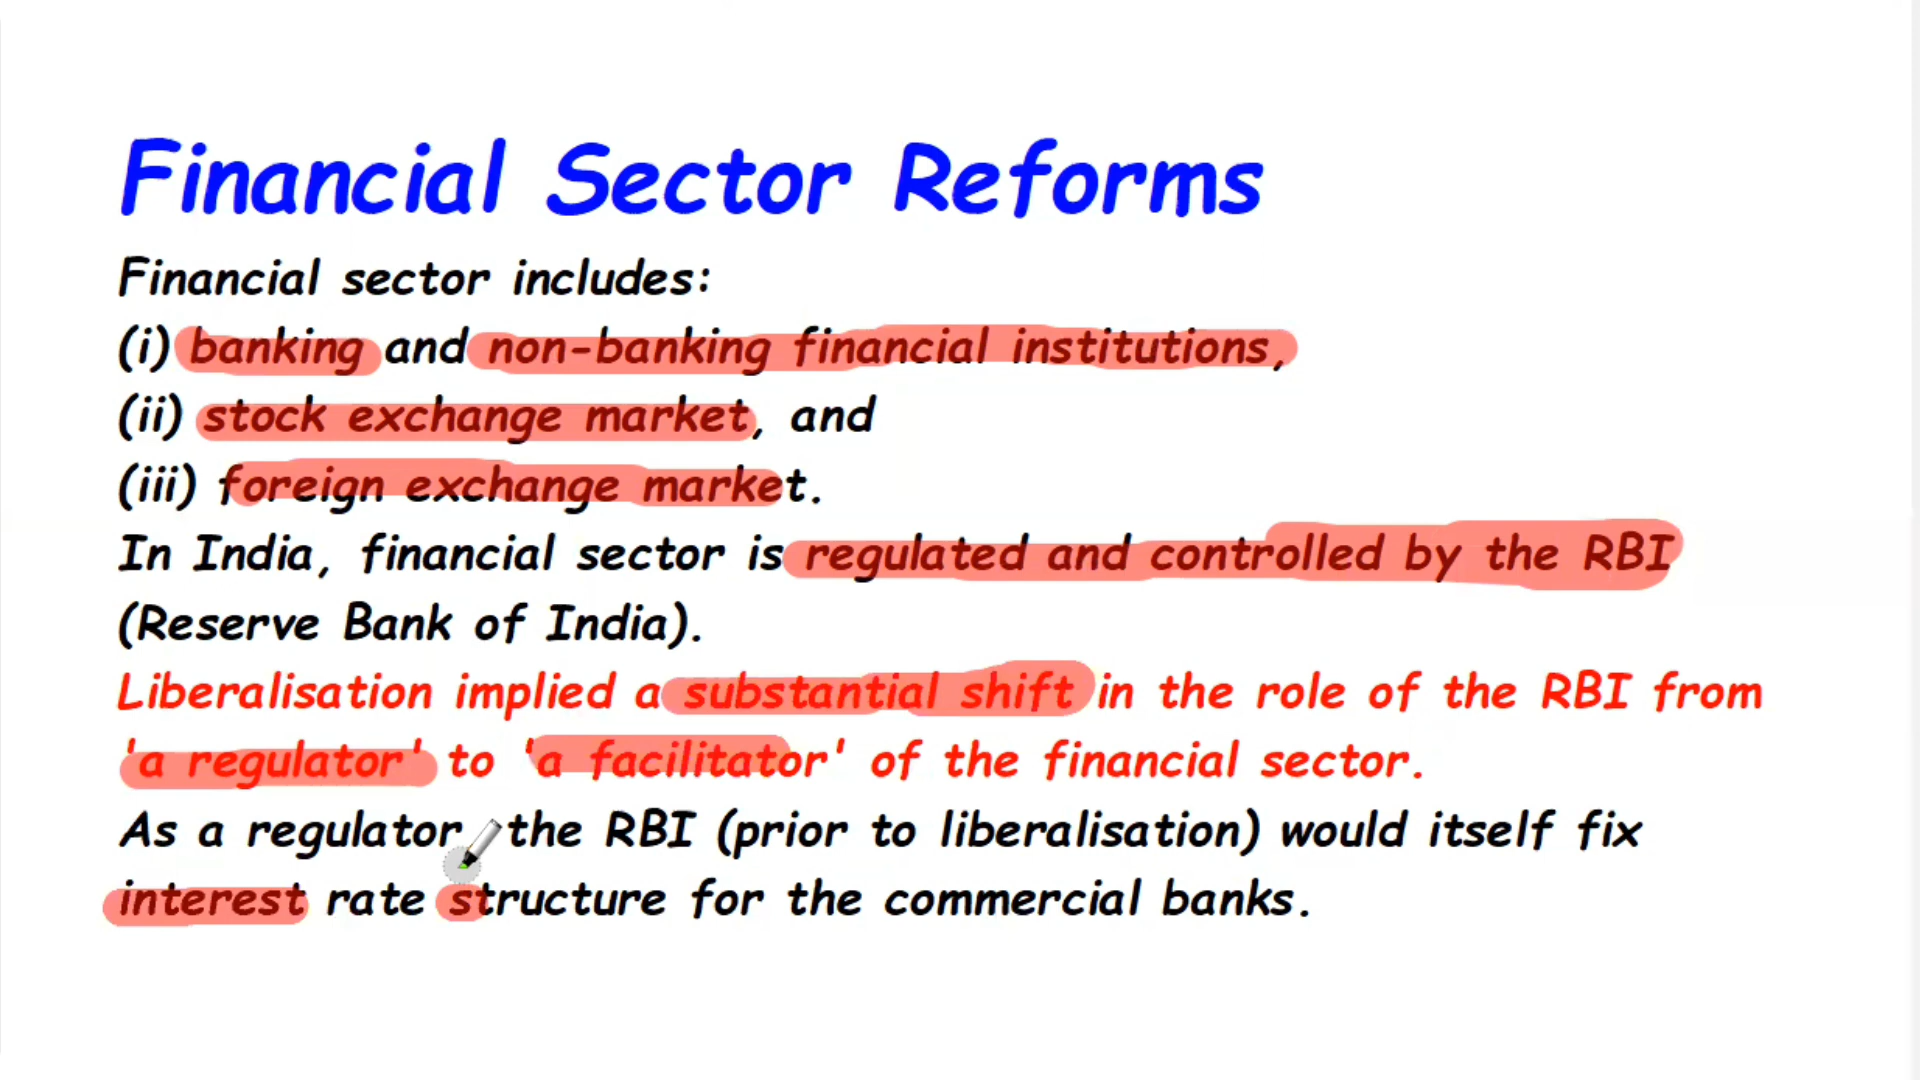 Financial Sector Reforms
Financial sector includes:
(i) banking and non-banking financial institutions,
(ii) stock exchange market, and
(iii) foreign exchange market.
In India, financial sector is regulated and controlled by the RBI
(Reserve Bank of India).
Liberalisation implied a substantial shift in the role of the RBI from
'a regulator' to 'a facilitator' of the financial sector.
As a regulator the RBI (prior to liberalisation) would itself fix
interest rate structure for the commercial banks.